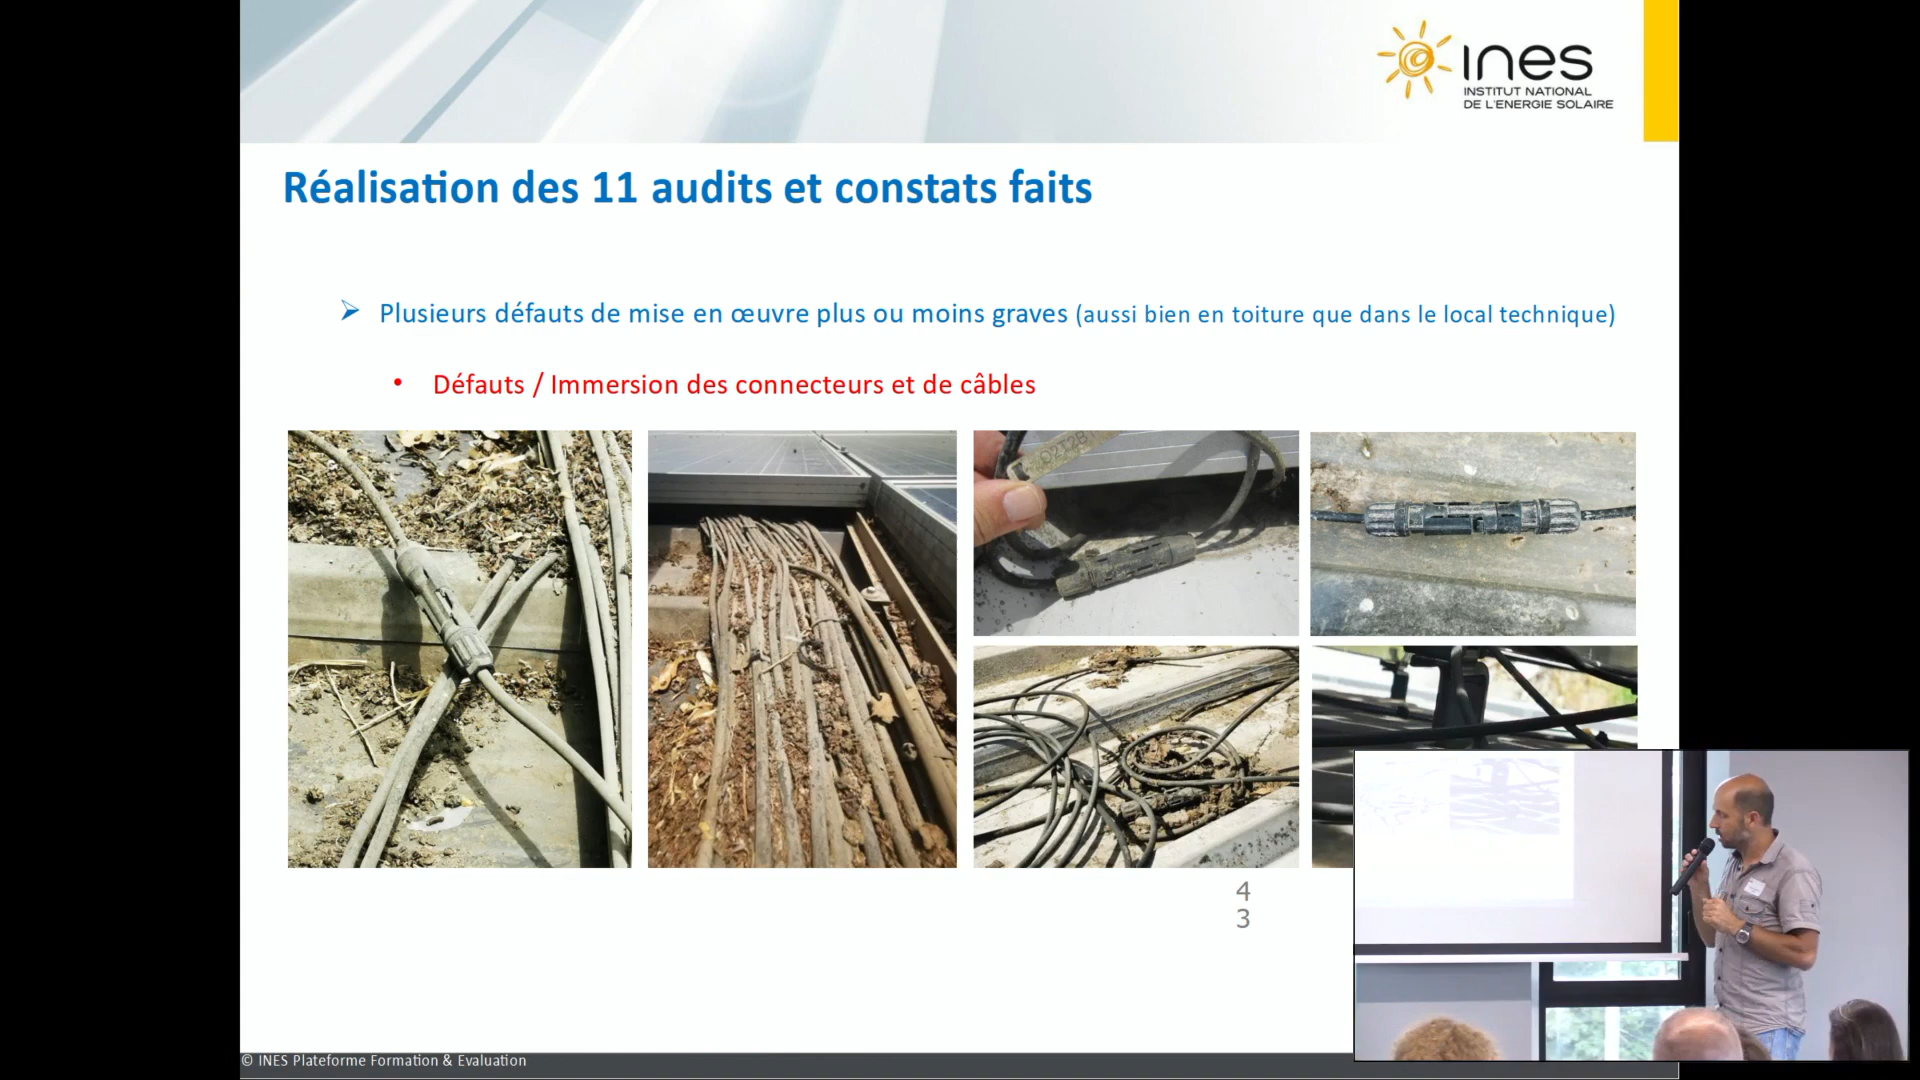 ines
INSTITUT NATIONAL
DE L'ENERGIE SOLAIRE
Réalisation des 11 audits et constats faits
➢ Plusieurs défauts de mise en œuvre plus ou moins graves (aussi bien en toiture que dans le local technique)
• Défauts / Immersion des connecteurs et de câbles
4
3
© INES Plateforme Formation & Evaluation